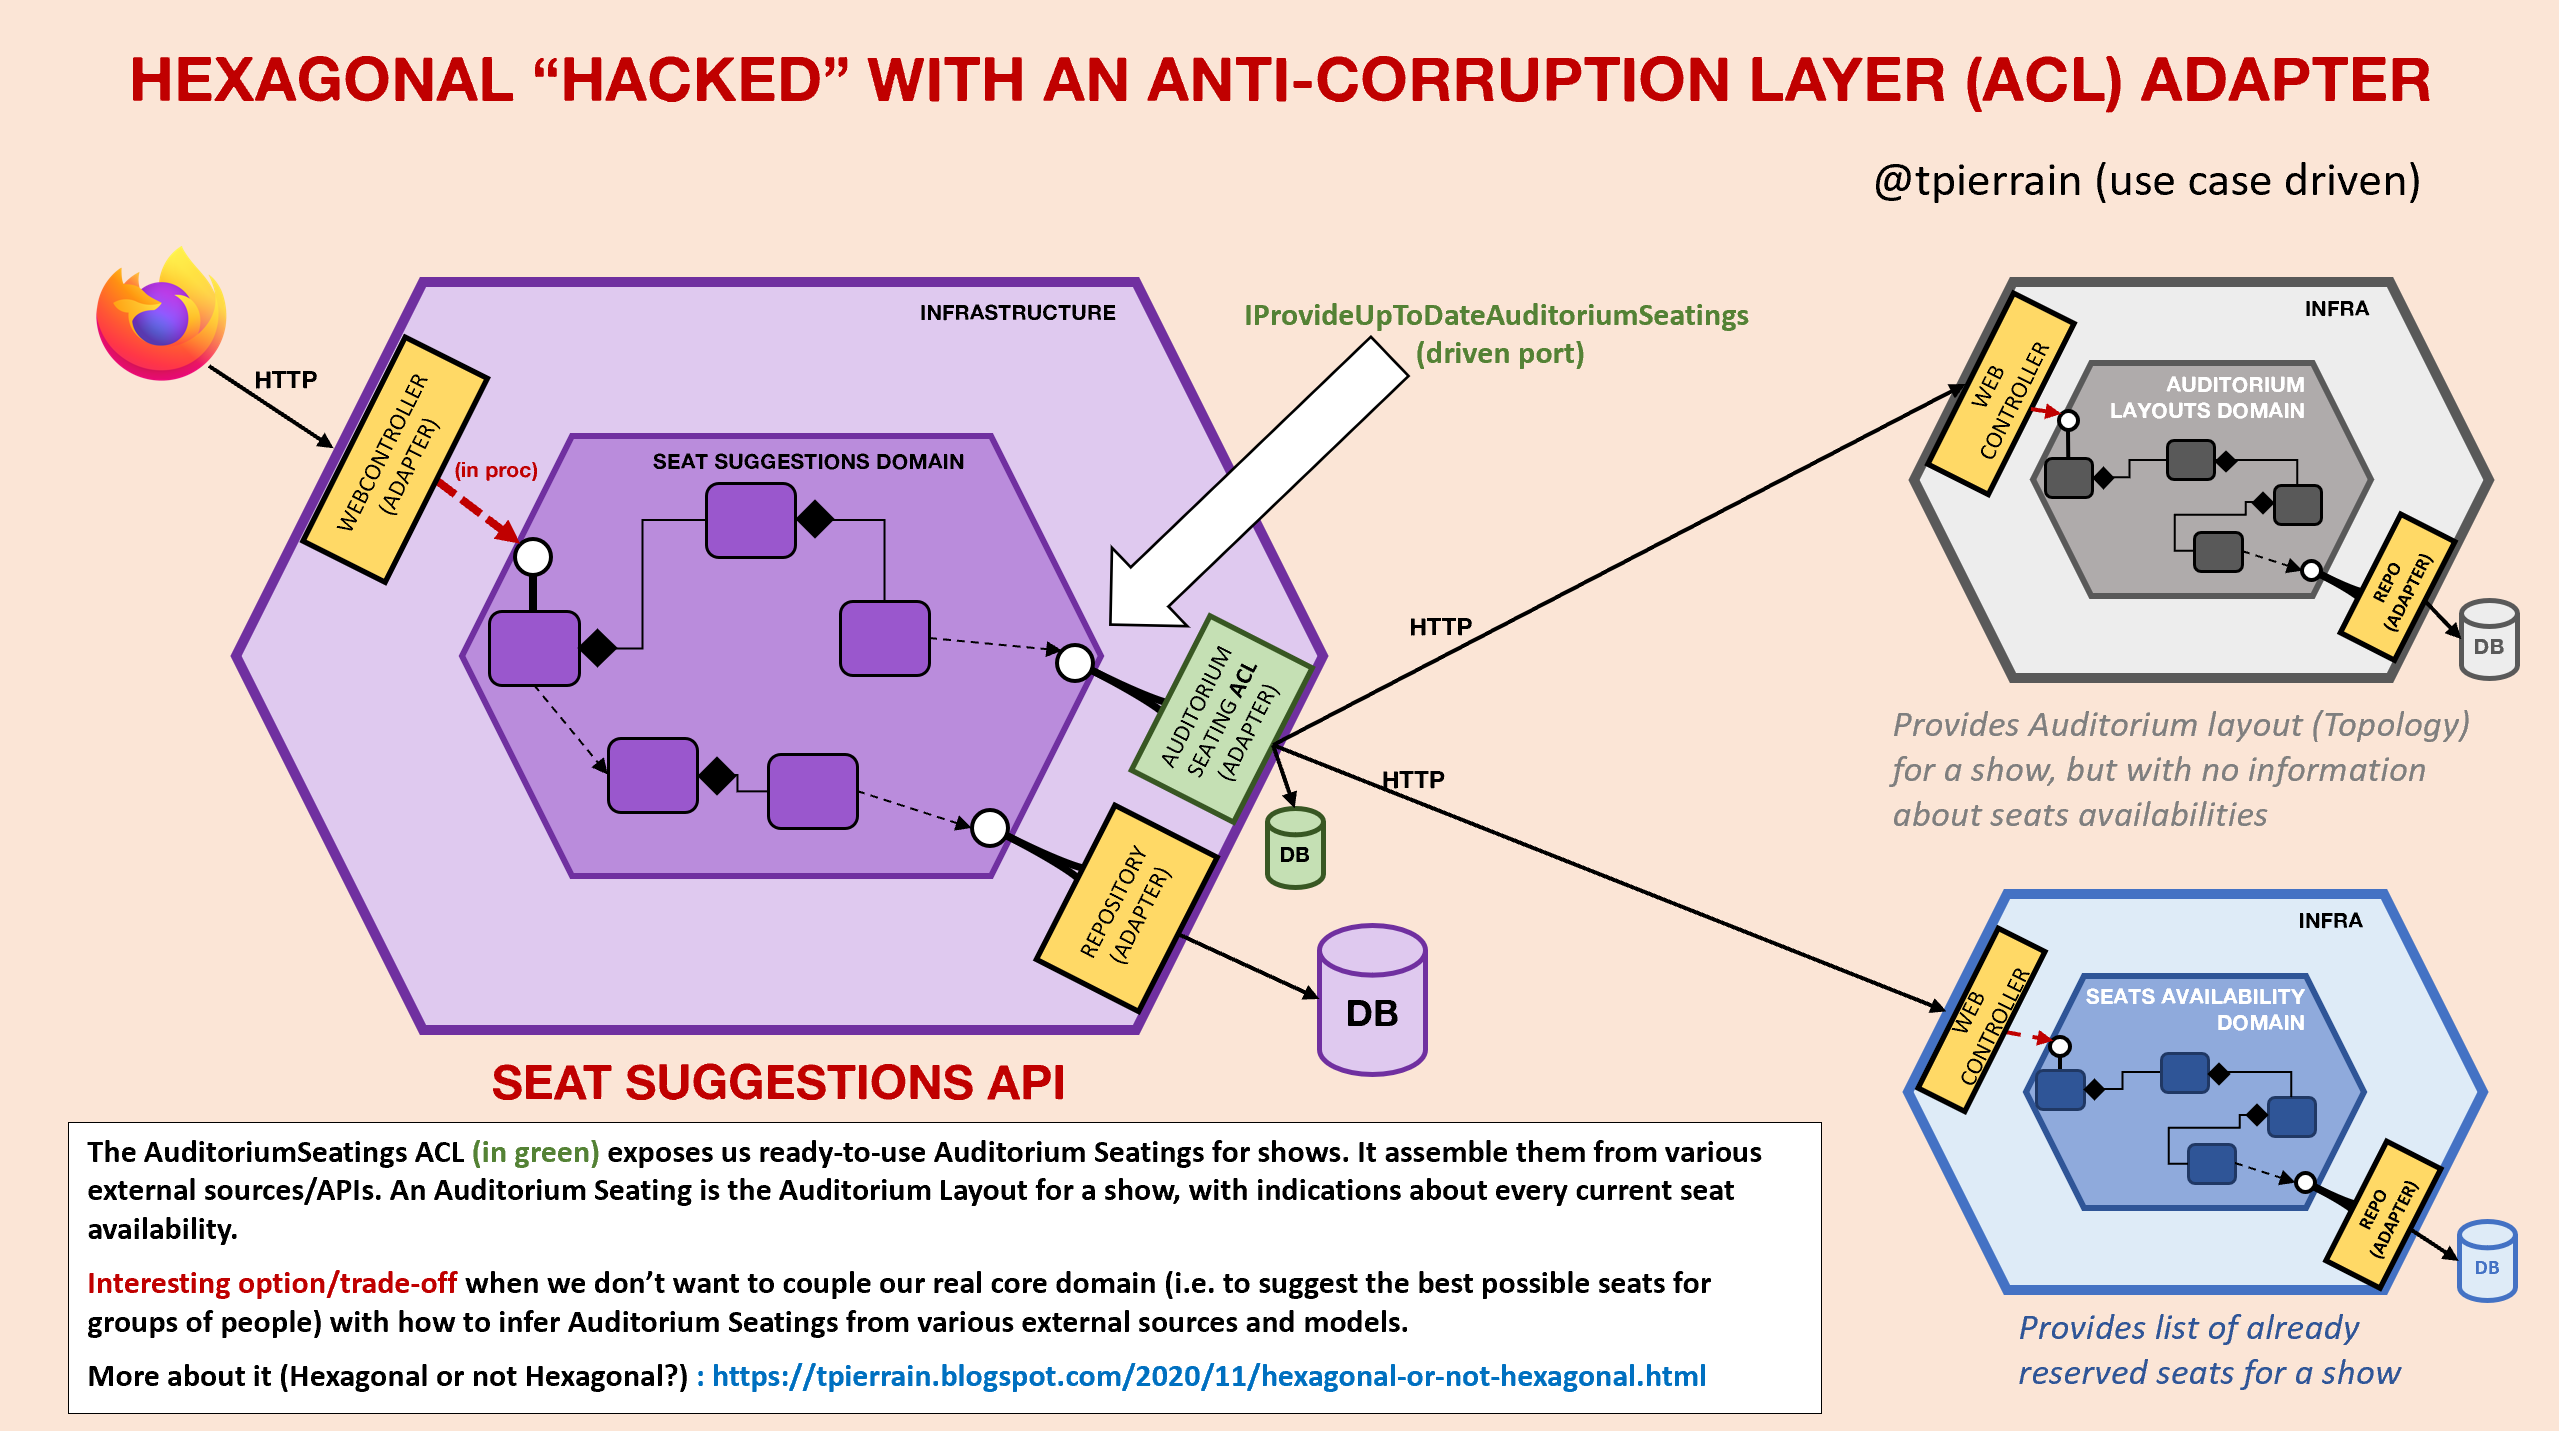 HEXAGONAL “HACKED” WITH AN ANTI-CORRUPTION LAYER (ACL) ADAPTER
@tpierrain (use case driven)
HTTP
INFRASTRUCTURE
WEBCONTROLLER
(ADAPTER)
(in proc)
SEAT SUGGESTIONS DOMAIN
IProvideUpToDateAuditoriumSeatings
(driven port)
AUDITORIUM
SEATING ACL
(ADAPTER)
DB
REPOSITORY
(ADAPTER)
DB
SEAT SUGGESTIONS API
HTTP
HTTP
INFRA
WEB
CONTROLLER
AUDITORIUM
LAYOUTS DOMAIN
REPO
(ADAPTER)
DB
Provides Auditorium layout (Topology)
for a show, but with no information
about seats availabilities
INFRA
WEB
CONTROLLER
SEATS AVAILABILITY
DOMAIN
REPO
(ADAPTER)
DB
Provides list of already
reserved seats for a show
The AuditoriumSeatings ACL (in green) exposes us ready-to-use Auditorium Seatings for shows. It assemble them from various
external sources/APIs. An Auditorium Seating is the Auditorium Layout for a show, with indications about every current seat
availability.
Interesting option/trade-off when we don’t want to couple our real core domain (i.e. to suggest the best possible seats for
groups of people) with how to infer Auditorium Seatings from various external sources and models.
More about it (Hexagonal or not Hexagonal?) : https://tpierrain.blogspot.com/2020/11/hexagonal-or-not-hexagonal.html